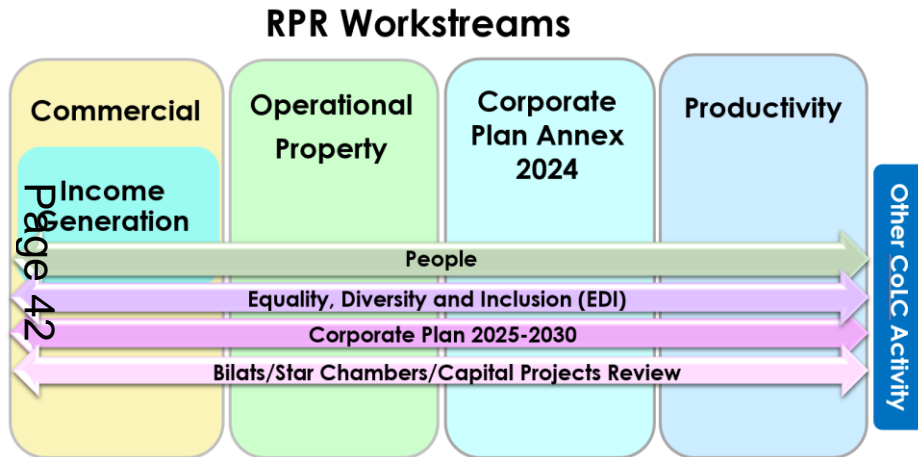 RPR Workstreams
Commercial
Income
Generation
Operational
Property
Corporate
Plan Annex
2024
Productivity
People
Equality, Diversity and Inclusion (EDI)
Corporate Plan 2025-2030
Bilats/Star Chambers/Capital Projects Review
Other CoLC Activity
Page 42